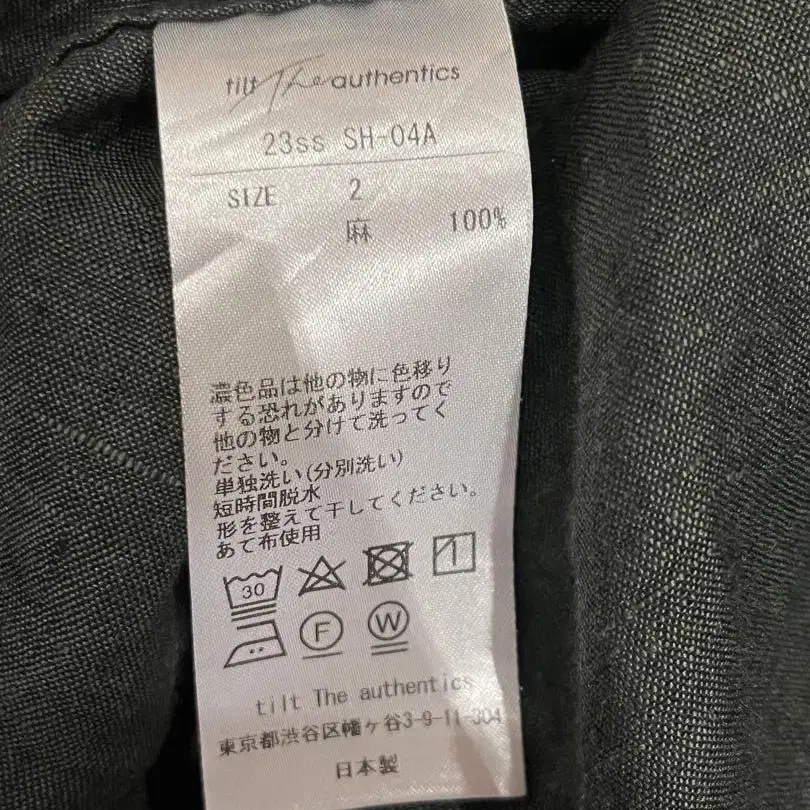 tilt The authentics
23ss SH-04A
SIZE 2
麻 100%
濃色品は他の物に色移り
する恐れがありますので
他の物と分けて洗ってく
ださい。
単独洗い(分別洗い)
短時間脱水
形を整えて干してください。
あて布使用
30
F W
tilt The authentics
東京都渋谷区幡ヶ谷3-9-11-304
日本製